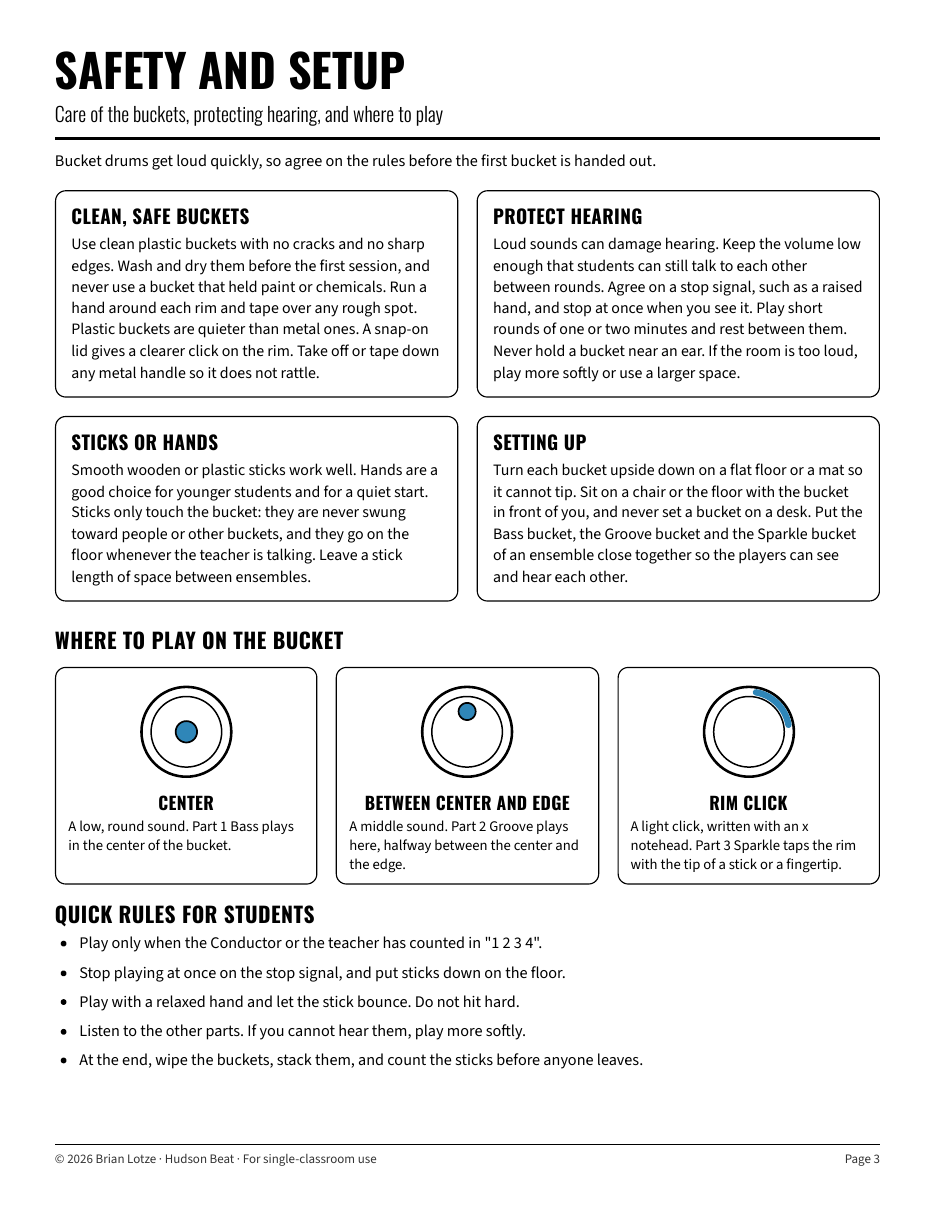 SAFETY AND SETUP
Care of the buckets, protecting hearing, and where to play
Bucket drums get loud quickly, so agree on the rules before the first bucket is handed out.
CLEAN, SAFE BUCKETS
Use clean plastic buckets with no cracks and no sharp
edges. Wash and dry them before the first session, and
never use a bucket that held paint or chemicals. Run a
hand around each rim and tape over any rough spot.
Plastic buckets are quieter than metal ones. A snap-on
lid gives a clearer click on the rim. Take off or tape down
any metal handle so it does not rattle.
PROTECT HEARING
Loud sounds can damage hearing. Keep the volume low
enough that students can still talk to each other
between rounds. Agree on a stop signal, such as a raised
hand, and stop at once when you see it. Play short
rounds of one or two minutes and rest between them.
Never hold a bucket near an ear. If the room is too loud,
play more softly or use a larger space.
STICKS OR HANDS
Smooth wooden or plastic sticks work well. Hands are a
good choice for younger students and for a quiet start.
Sticks only touch the bucket: they are never swung
toward people or other buckets, and they go on the
floor whenever the teacher is talking. Leave a stick
length of space between ensembles.
SETTING UP
Turn each bucket upside down on a flat floor or a mat so
it cannot tip. Sit on a chair or the floor with the bucket
in front of you, and never set a bucket on a desk. Put the
Bass bucket, the Groove bucket and the Sparkle bucket
of an ensemble close together so the players can see
and hear each other.
WHERE TO PLAY ON THE BUCKET
CENTER
A low, round sound. Part 1 Bass plays
in the center of the bucket.
BETWEEN CENTER AND EDGE
A middle sound. Part 2 Groove plays
here, halfway between the center and
the edge.
RIM CLICK
A light click, written with an x
notehead. Part 3 Sparkle taps the rim
with the tip of a stick or a fingertip.
QUICK RULES FOR STUDENTS
• Play only when the Conductor or the teacher has counted in "1 2 3 4".
• Stop playing at once on the stop signal, and put sticks down on the floor.
• Play with a relaxed hand and let the stick bounce. Do not hit hard.
• Listen to the other parts. If you cannot hear them, play more softly.
• At the end, wipe the buckets, stack them, and count the sticks before anyone leaves.
© 2026 Brian Lotze · Hudson Beat · For single-classroom use
Page 3